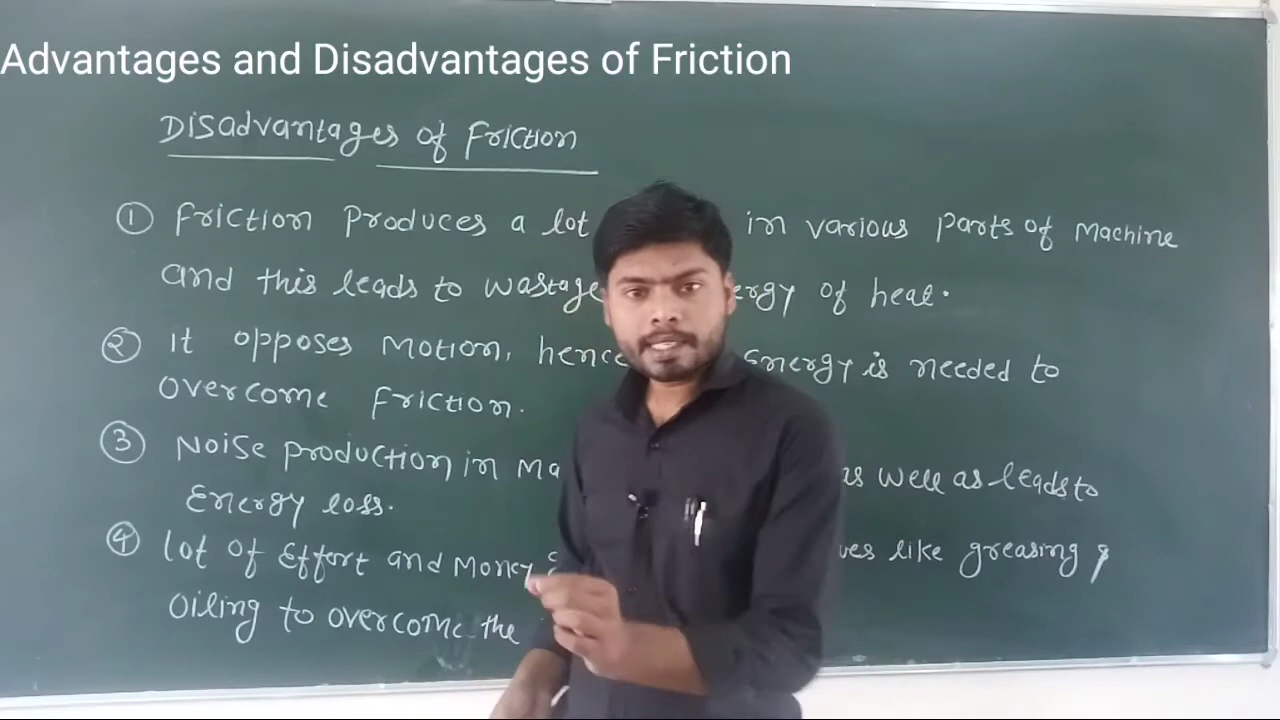 Advantages and Disadvantages of Friction
Disadvantages of Friction
① Friction Produces a lot in various parts of Machine
and this leads to wastage of heat.
② It opposes Motion, hence Energy is needed to
overcome friction.
③ Noise production in as well as leads to
Energy loss.
④ lot of Effort and Money like greasing &
Oiling to overcome the